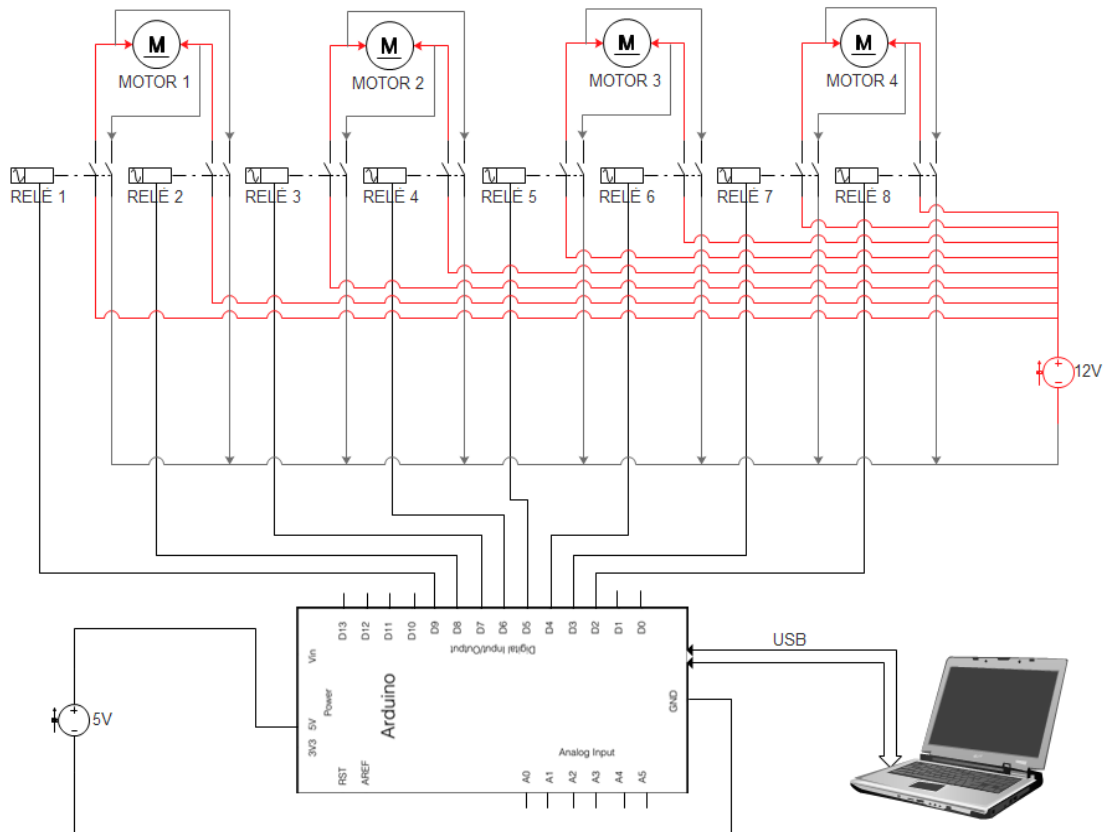 M
M
M
M
MOTOR 1
MOTOR 2
MOTOR 3
MOTOR 4
RELÉ 1
RELÉ 2
RELÉ 3
RELÉ 4
RELÉ 5
RELÉ 6
RELÉ 7
RELÉ 8
+
−
12V
D13
D12
D11
D10
D9
D8
D7
D6
D5
D4
D3
D2
D1
D0
Digital Input/Output
USB
Vin
Power
5V
3V3
Arduino
GND
+
−
5V
RST
AREF
Analog Input
A0
A1
A2
A3
A4
A5